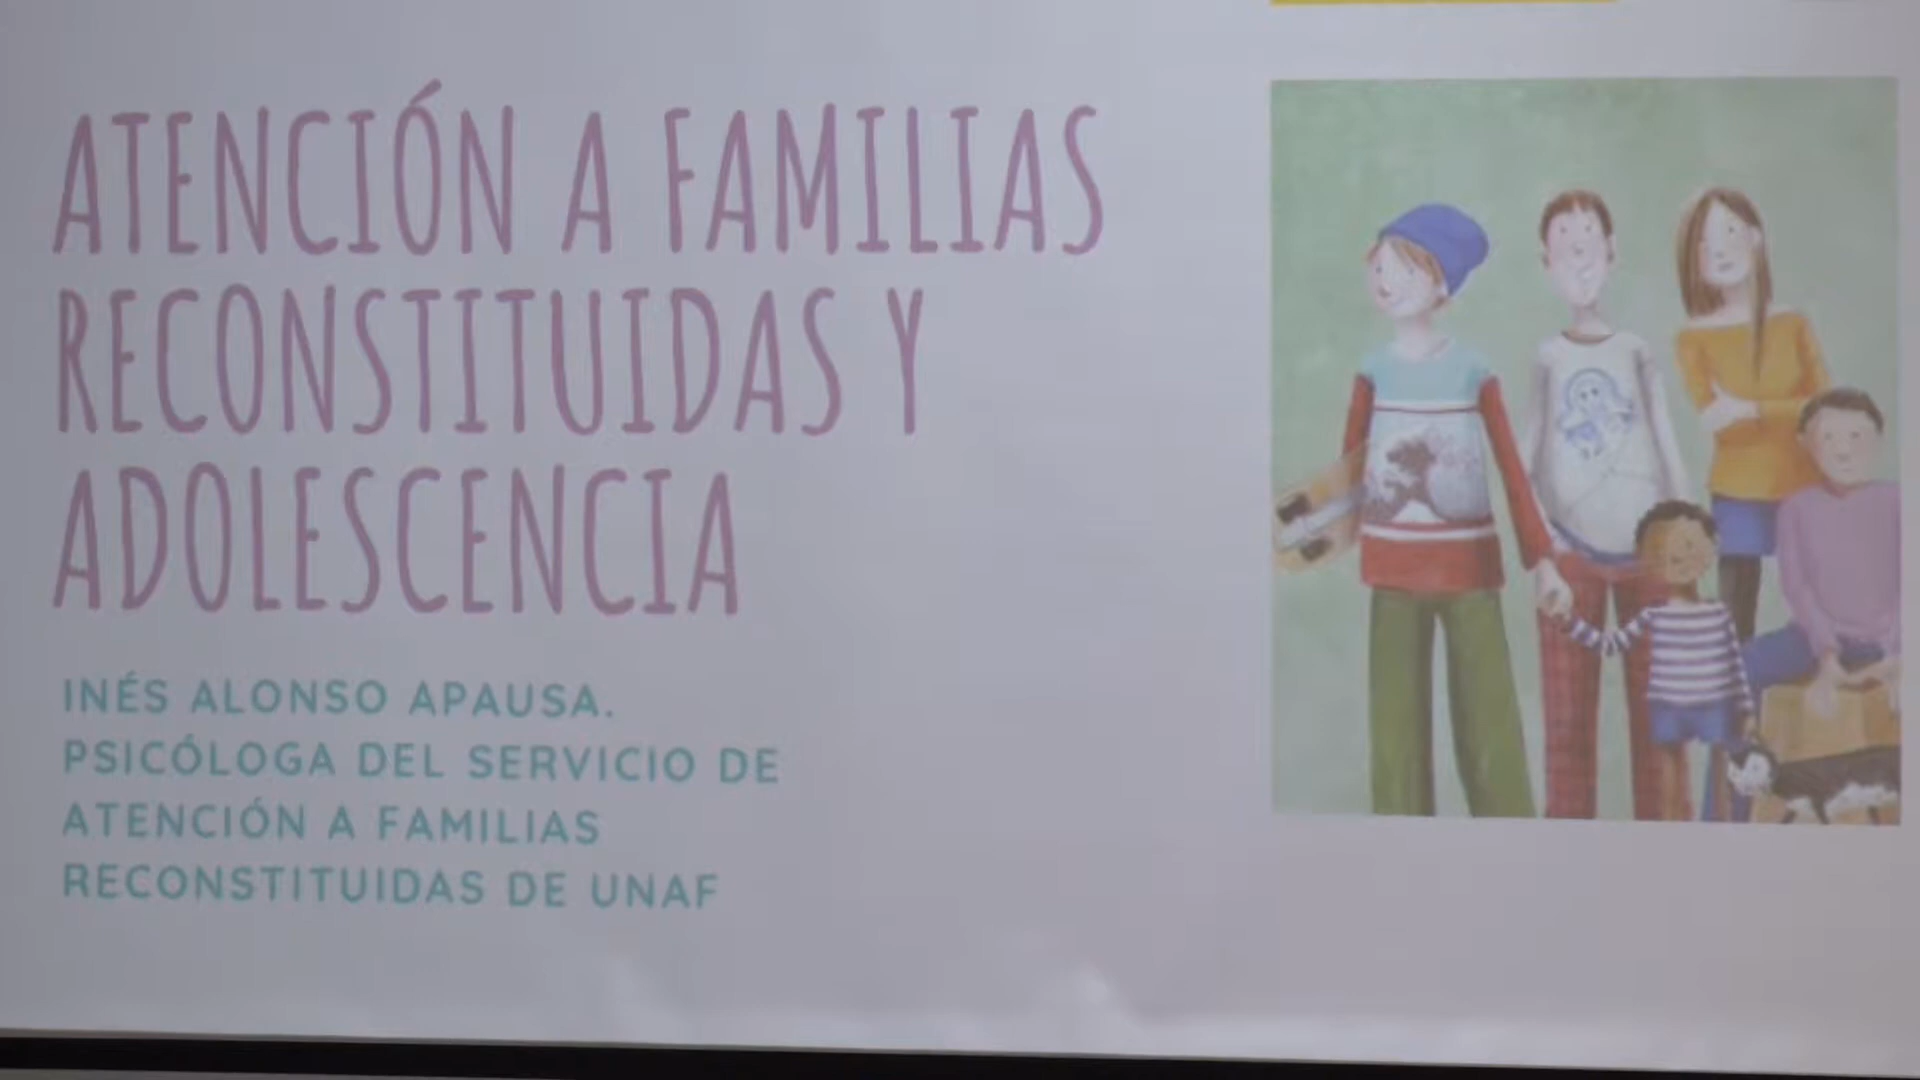 ATENCIÓN A FAMILIAS
RECONSTITUIDAS Y
ADOLESCENCIA
INÉS ALONSO APAUSA.
PSICÓLOGA DEL SERVICIO DE
ATENCIÓN A FAMILIAS
RECONSTITUIDAS DE UNAF